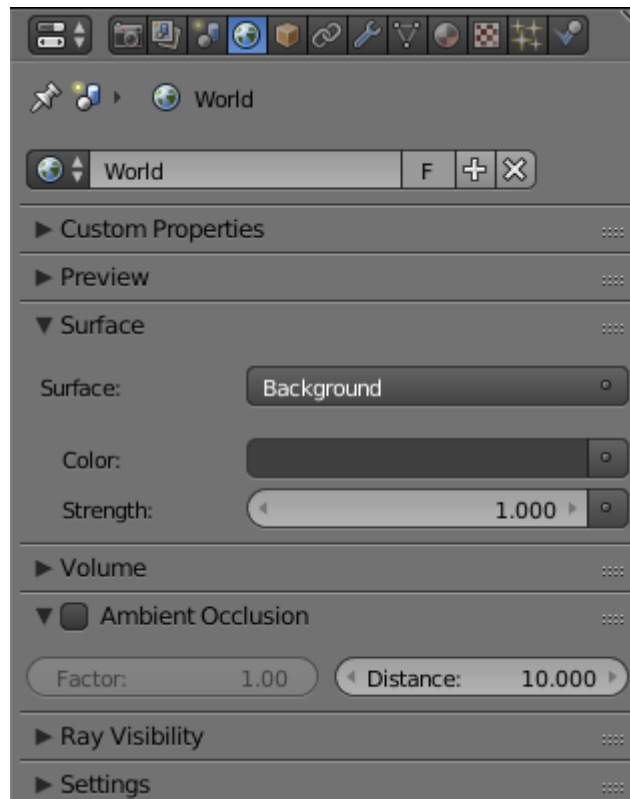 World
World F
Custom Properties
Preview
Surface
Surface: Background
Color:
Strength: 1.000
Volume
Ambient Occlusion
Factor: 1.00 Distance: 10.000
Ray Visibility
Settings